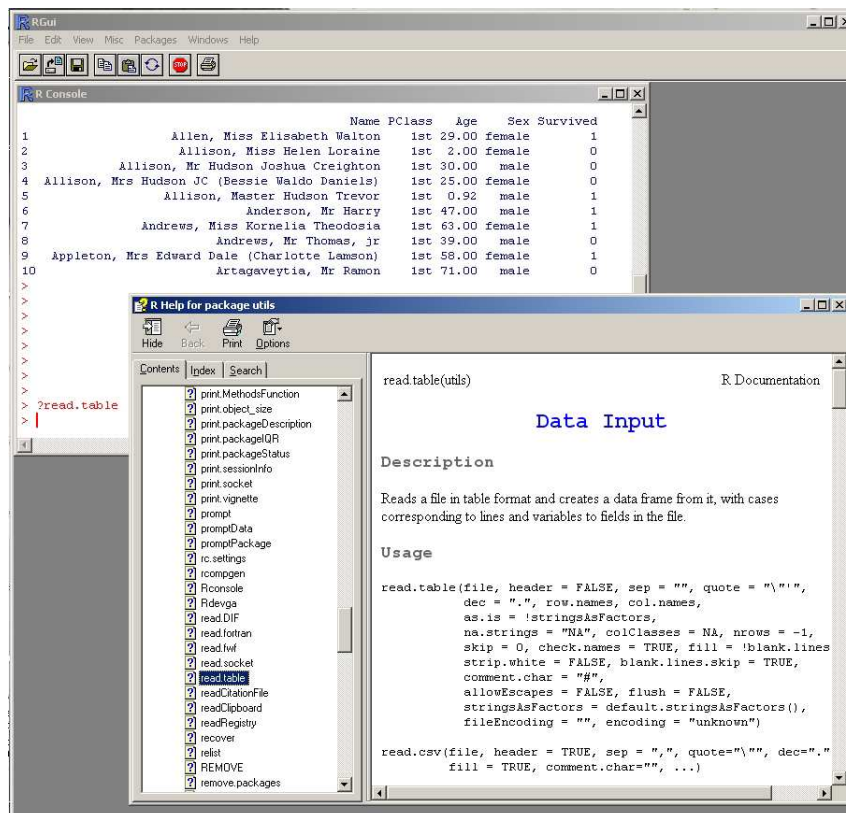 RGui
File Edit View Misc Packages Windows Help
STOP
R Console
Name PClass Age Sex Survived
1 Allen, Miss Elisabeth Walton 1st 29.00 female 1
2 Allison, Miss Helen Loraine 1st 2.00 female 0
3 Allison, Mr Hudson Joshua Creighton 1st 30.00 male 0
4 Allison, Mrs Hudson JC (Bessie Waldo Daniels) 1st 25.00 female 0
5 Allison, Master Hudson Trevor 1st 0.92 male 1
6 Anderson, Mr Harry 1st 47.00 male 1
7 Andrews, Miss Kornelia Theodosia 1st 63.00 female 1
8 Andrews, Mr Thomas, jr 1st 39.00 male 0
9 Appleton, Mrs Edward Dale (Charlotte Lamson) 1st 58.00 female 1
10 Artagaveytia, Mr Ramon 1st 71.00 male 0
>
>
>
>
>
>
>
>
> ?read.table
>
R Help for package utils
Hide Back Print Options
Contents Index Search
print.MethodsFunction
print.object_size
print.packageDescription
print.packageIQR
print.packageStatus
print.sessionInfo
print.socket
print.vignette
prompt
promptData
promptPackage
rc.settings
rcompgen
Rconsole
Rdevga
read.DIF
read.fortran
read.fwf
read.socket
read.table
readCitationFile
readClipboard
readRegistry
recover
relist
REMOVE
remove.packages
read.table(utils) R Documentation
Data Input
Description
Reads a file in table format and creates a data frame from it, with cases
corresponding to lines and variables to fields in the file.
Usage
read.table(file, header = FALSE, sep = "", quote = "\"'",
dec = ".", row.names, col.names,
as.is = !stringsAsFactors,
na.strings = "NA", colClasses = NA, nrows = -1,
skip = 0, check.names = TRUE, fill = !blank.lines
strip.white = FALSE, blank.lines.skip = TRUE,
comment.char = "#",
allowEscapes = FALSE, flush = FALSE,
stringsAsFactors = default.stringsAsFactors(),
fileEncoding = "", encoding = "unknown")
read.csv(file, header = TRUE, sep = ",", quote="\"", dec="."
fill = TRUE, comment.char="", ...)